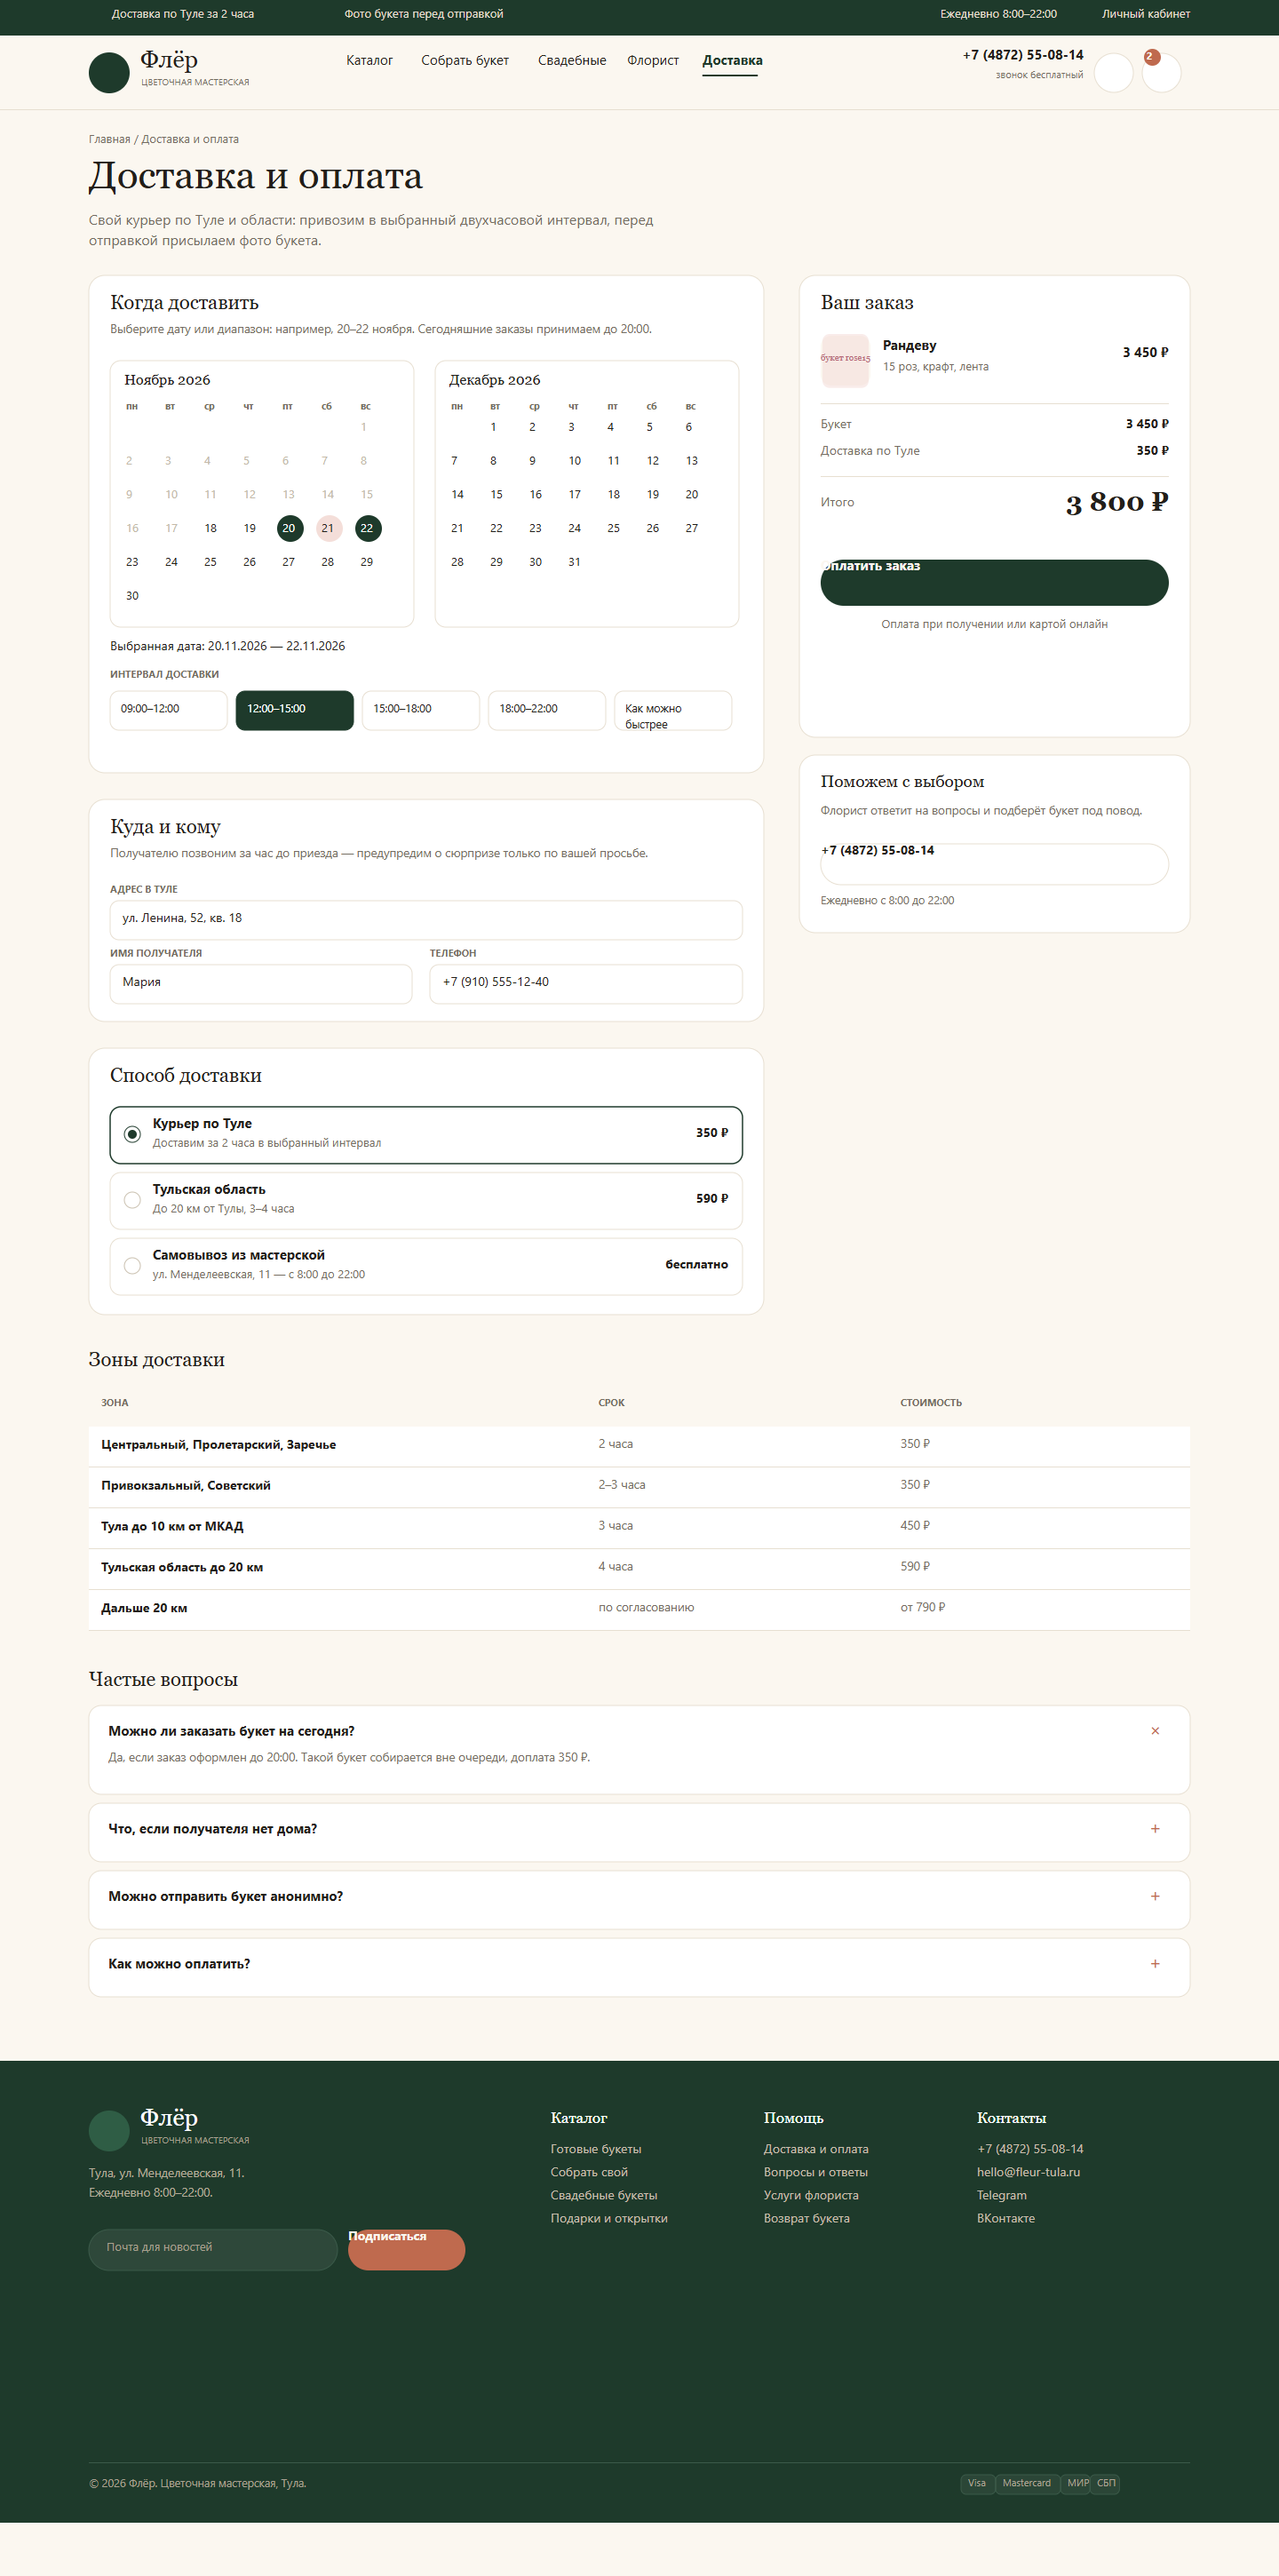 Доставка по Туле за 2 часа
Фото букета перед отправкой
Ежедневно 8:00–22:00
Личный кабинет
Флёр
ЦВЕТОЧНАЯ МАСТЕРСКАЯ
Каталог
Собрать букет
Свадебные
Флорист
Доставка
+7 (4872) 55-08-14
звонок бесплатный
2
Главная / Доставка и оплата
Доставка и оплата
Свой курьер по Туле и области: привозим в выбранный двухчасовой интервал, перед
отправкой присылаем фото букета.
Когда доставить
Выберите дату или диапазон: например, 20–22 ноября. Сегодняшние заказы принимаем до 20:00.
Ноябрь 2026
пн вт ср чт пт сб вс
1
2 3 4 5 6 7 8
9 10 11 12 13 14 15
16 17 18 19 20 21 22
23 24 25 26 27 28 29
30
Декабрь 2026
пн вт ср чт пт сб вс
1 2 3 4 5 6
7 8 9 10 11 12 13
14 15 16 17 18 19 20
21 22 23 24 25 26 27
28 29 30 31
Выбранная дата: 20.11.2026 — 22.11.2026
ИНТЕРВАЛ ДОСТАВКИ
09:00–12:00
12:00–15:00
15:00–18:00
18:00–22:00
Как можно
быстрее
Ваш заказ
букет rose15
Рандеву
15 роз, крафт, лента
3 450 ₽
Букет
3 450 ₽
Доставка по Туле
350 ₽
Итого
3 800 ₽
Оплатить заказ
Оплата при получении или картой онлайн
Поможем с выбором
Флорист ответит на вопросы и подберёт букет под повод.
+7 (4872) 55-08-14
Ежедневно с 8:00 до 22:00
Куда и кому
Получателю позвоним за час до приезда — предупредим о сюрпризе только по вашей просьбе.
АДРЕС В ТУЛЕ
ул. Ленина, 52, кв. 18
ИМЯ ПОЛУЧАТЕЛЯ
Мария
ТЕЛЕФОН
+7 (910) 555-12-40
Способ доставки
Курьер по Туле
Доставим за 2 часа в выбранный интервал
350 ₽
Тульская область
До 20 км от Тулы, 3–4 часа
590 ₽
Самовывоз из мастерской
ул. Менделеевская, 11 — с 8:00 до 22:00
бесплатно
Зоны доставки
ЗОНА СРОК СТОИМОСТЬ
Центральный, Пролетарский, Заречье 2 часа 350 ₽
Привокзальный, Советский 2–3 часа 350 ₽
Тула до 10 км от МКАД 3 часа 450 ₽
Тульская область до 20 км 4 часа 590 ₽
Дальше 20 км по согласованию от 790 ₽
Частые вопросы
Можно ли заказать букет на сегодня? ×
Да, если заказ оформлен до 20:00. Такой букет собирается вне очереди, доплата 350 ₽.
Что, если получателя нет дома? +
Можно отправить букет анонимно? +
Как можно оплатить? +
Флёр
ЦВЕТОЧНАЯ МАСТЕРСКАЯ
Тула, ул. Менделеевская, 11.
Ежедневно 8:00–22:00.
Почта для новостей
Подписаться
Каталог
Готовые букеты
Собрать свой
Свадебные букеты
Подарки и открытки
Помощь
Доставка и оплата
Вопросы и ответы
Услуги флориста
Возврат букета
Контакты
+7 (4872) 55-08-14
hello@fleur-tula.ru
Telegram
ВКонтакте
© 2026 Флёр. Цветочная мастерская, Тула.
Visa
Mastercard
МИР
СБП